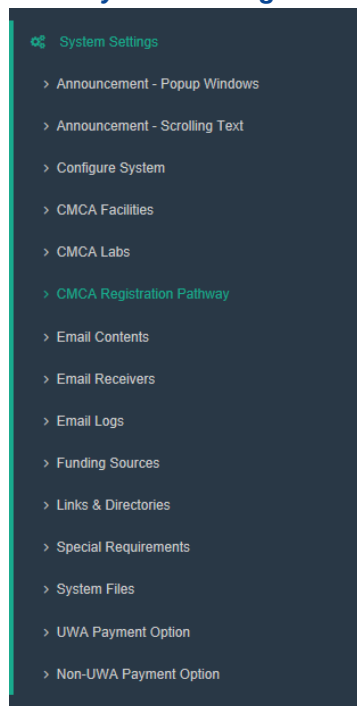 System Settings
> Announcement - Popup Windows
> Announcement - Scrolling Text
> Configure System
> CMCA Facilities
> CMCA Labs
> CMCA Registration Pathway
> Email Contents
> Email Receivers
> Email Logs
> Funding Sources
> Links & Directories
> Special Requirements
> System Files
> UWA Payment Option
> Non-UWA Payment Option